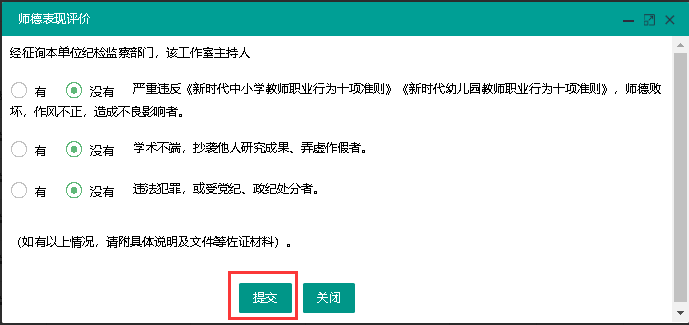 师德表现评价
经征询本单位纪检监察部门，该工作室主持人
有 没有 严重违反《新时代中小学教师职业行为十项准则》《新时代幼儿园教师职业行为十项准则》，师德败
坏，作风不正，造成不良影响者。
有 没有 学术不端，抄袭他人研究成果、弄虚作假者。
有 没有 违法犯罪，或受党纪、政纪处分者。
（如有以上情况，请附具体说明及文件等佐证材料）。
提交 关闭